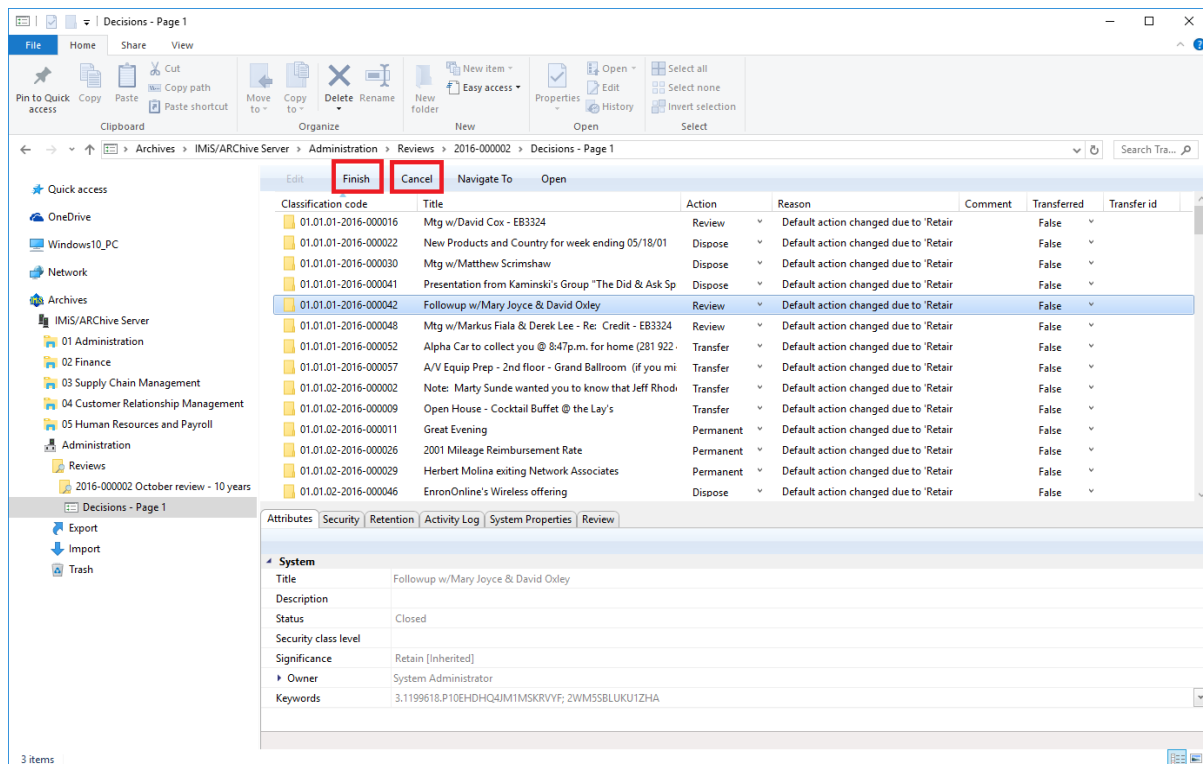 Decisions - Page 1
File Home Share View
Pin to Quick access
Copy
Paste
Cut
Copy path
Paste shortcut
Clipboard
Move to
Copy to
Delete
Rename
Organize
New folder
New item
Easy access
New
Properties
Open
Edit
History
Open
Select all
Select none
Invert selection
Select
Archives > IMiS/ARChive Server > Administration > Reviews > 2016-000002 > Decisions - Page 1
Search Tra...
Quick access
OneDrive
Windows10_PC
Network
Archives
IMiS/ARChive Server
01 Administration
02 Finance
03 Supply Chain Management
04 Customer Relationship Management
05 Human Resources and Payroll
Administration
Reviews
2016-000002 October review - 10 years
Decisions - Page 1
Export
Import
Trash
Edit Finish Cancel Navigate To Open
Classification code Title Action Reason Comment Transferred Transfer id
01.01.01-2016-000016 Mtg w/David Cox - EB3324 Review Default action changed due to 'Retair False
01.01.01-2016-000022 New Products and Country for week ending 05/18/01 Dispose Default action changed due to 'Retair False
01.01.01-2016-000030 Mtg w/Matthew Scrimshaw Dispose Default action changed due to 'Retair False
01.01.01-2016-000041 Presentation from Kaminski's Group "The Did & Ask Sp Dispose Default action changed due to 'Retair False
01.01.01-2016-000042 Followup w/Mary Joyce & David Oxley Review Default action changed due to 'Retair False
01.01.01-2016-000048 Mtg w/Markus Fiala & Derek Lee - Re: Credit - EB3324 Review Default action changed due to 'Retair False
01.01.01-2016-000052 Alpha Car to collect you @ 8:47p.m. for home (281 922 Transfer Default action changed due to 'Retair False
01.01.01-2016-000057 A/V Equip Prep - 2nd floor - Grand Ballroom (if you mi Transfer Default action changed due to 'Retair False
01.01.02-2016-000002 Note: Marty Sunde wanted you to know that Jeff Rhod Transfer Default action changed due to 'Retair False
01.01.02-2016-000009 Open House - Cocktail Buffet @ the Lay's Transfer Default action changed due to 'Retair False
01.01.02-2016-000011 Great Evening Permanent Default action changed due to 'Retair False
01.01.02-2016-000026 2001 Mileage Reimbursement Rate Permanent Default action changed due to 'Retair False
01.01.02-2016-000029 Herbert Molina exiting Network Associates Permanent Default action changed due to 'Retair False
01.01.02-2016-000046 EnronOnline's Wireless offering Dispose Default action changed due to 'Retair False
Attributes Security Retention Activity Log System Properties Review
System
Title Followup w/Mary Joyce & David Oxley
Description
Status Closed
Security class level
Significance Retain [Inherited]
Owner System Administrator
Keywords 3.1199618.P10EHDHQ4JM1MSKRVYF; 2WM5SBLUKU1ZHA
3 items